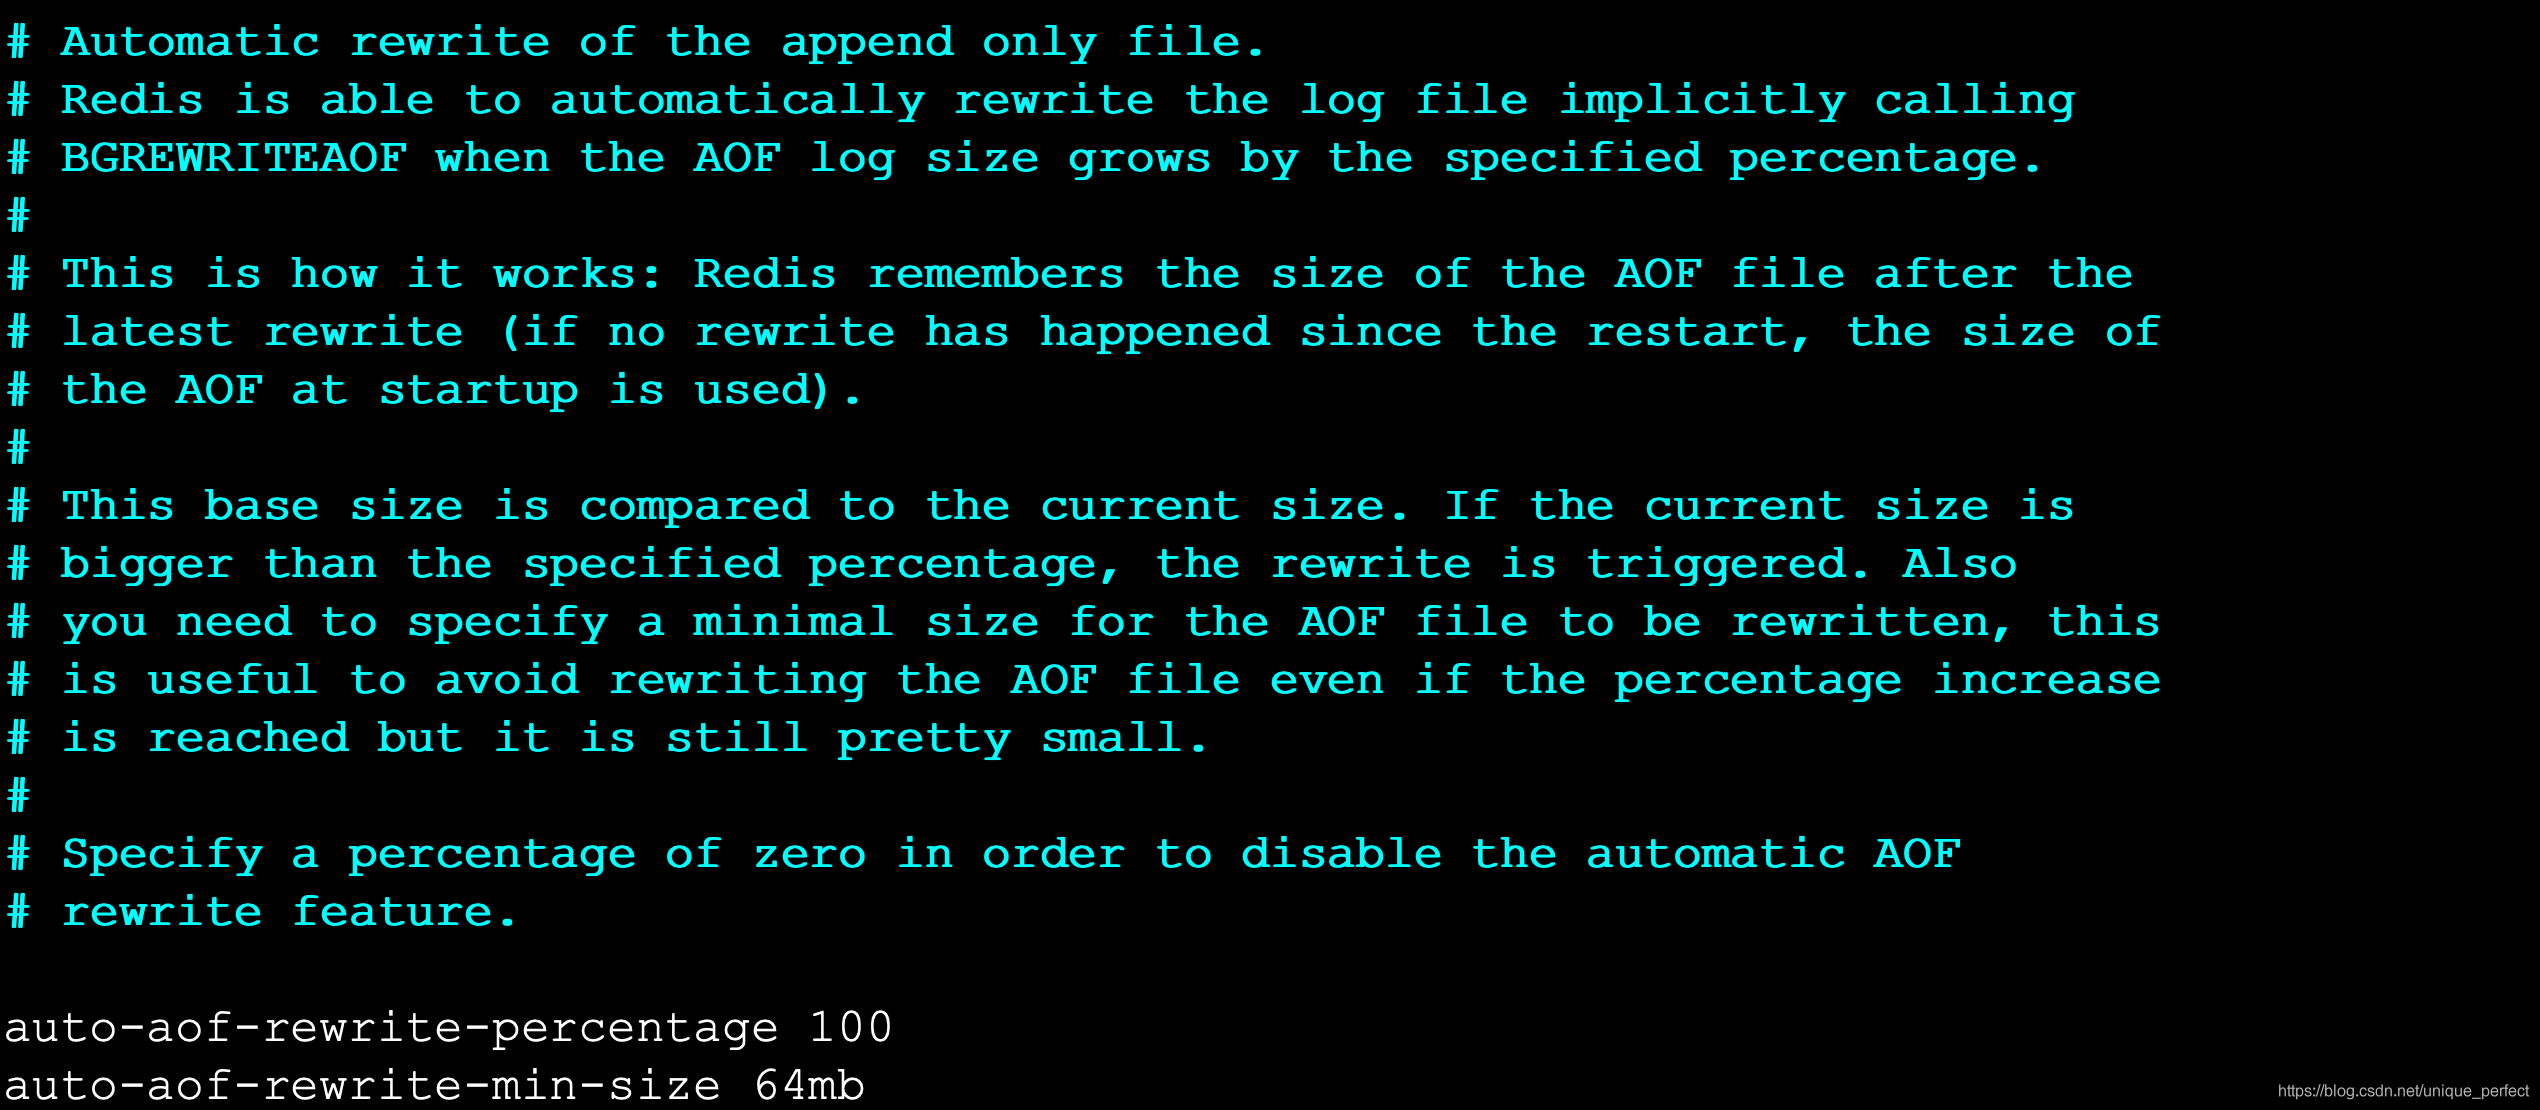 # Automatic rewrite of the append only file.
# Redis is able to automatically rewrite the log file implicitly calling
# BGREWRITEAOF when the AOF log size grows by the specified percentage.
#
# This is how it works: Redis remembers the size of the AOF file after the
# latest rewrite (if no rewrite has happened since the restart, the size of
# the AOF at startup is used).
#
# This base size is compared to the current size. If the current size is
# bigger than the specified percentage, the rewrite is triggered. Also
# you need to specify a minimal size for the AOF file to be rewritten, this
# is useful to avoid rewriting the AOF file even if the percentage increase
# is reached but it is still pretty small.
#
# Specify a percentage of zero in order to disable the automatic AOF
# rewrite feature.
auto-aof-rewrite-percentage 100
auto-aof-rewrite-min-size 64mb
https://blog.csdn.net/unique_perfect